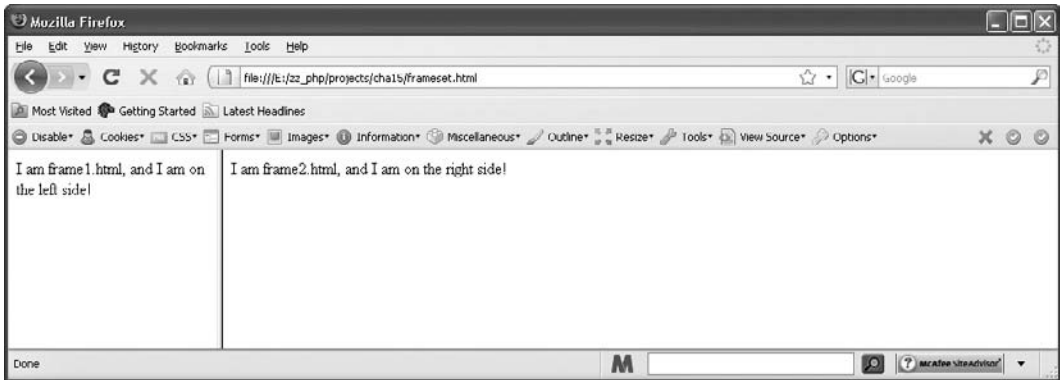 Mozilla Firefox
File Edit View History Bookmarks Tools Help
file:///E:/zz_php/projects/cha15/frameset.html
G Google
Most Visited Getting Started Latest Headlines
Disable Cookies CSS Forms Images Information Miscellaneous Outline Resize Tools View Source Options
I am frame1.html, and I am on
the left side!
I am frame2.html, and I am on the right side!
Done
M
McAfee SiteAdvisor